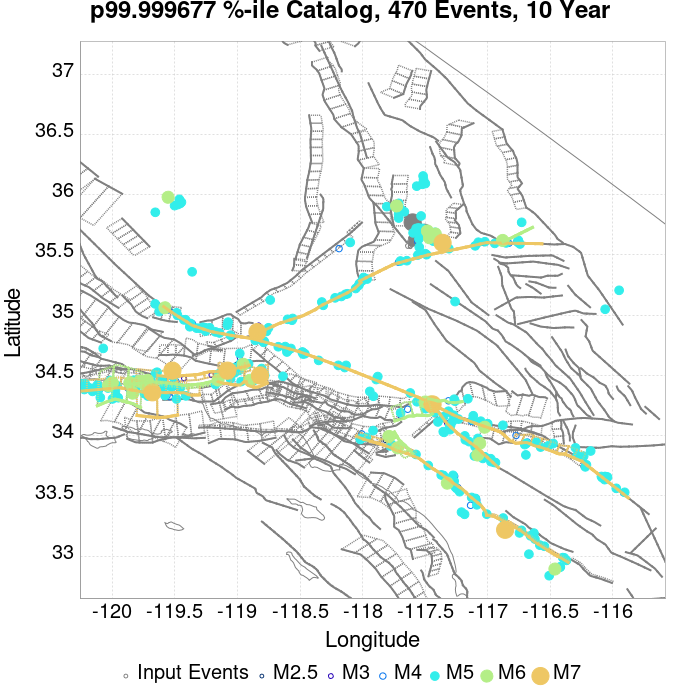 p99.999677 %-ile Catalog, 470 Events, 10 Year
37
36.5
36
35.5
35
34.5
34
33.5
33
Latitude
-120 -119.5 -119 -118.5 -118 -117.5 -117 -116.5 -116
Longitude
Input Events M2.5 M3 M4 M5 M6 M7